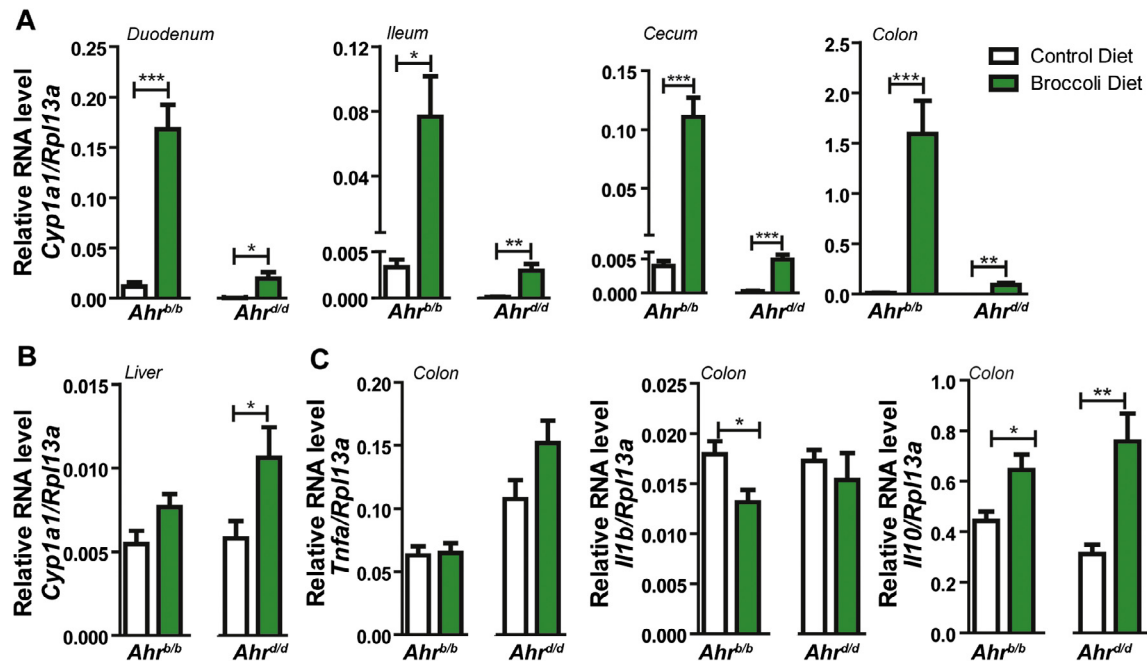 A
Duodenum
Ileum
Cecum
Colon
Control Diet
Broccoli Diet
Relative RNA level
Cyp1a1/Rpl13a
0.25
0.20
0.15
0.10
0.05
0.00
***
*
Ahrb/b
Ahrd/d
0.12
0.08
0.04
0.005
0.000
*
**
Ahrb/b
Ahrd/d
0.15
0.10
0.05
0.005
0.000
***
***
Ahrb/b
Ahrd/d
2.5
2.0
1.5
1.0
0.5
0.0
***
**
Ahrb/b
Ahrd/d
B
Liver
Relative RNA level
Cyp1a1/Rpl13a
0.015
0.010
0.005
0.000
*
Ahrb/b
Ahrd/d
C
Colon
Relative RNA level
Tnfa/Rpl13a
0.20
0.15
0.10
0.05
0.00
Ahrb/b
Ahrd/d
Colon
Relative RNA level
Il1b/Rpl13a
0.025
0.020
0.015
0.010
0.005
0.000
*
Ahrb/b
Ahrd/d
Colon
Relative RNA level
Il10/Rpl13a
1.0
0.8
0.6
0.4
0.2
0.0
*
**
Ahrb/b
Ahrd/d